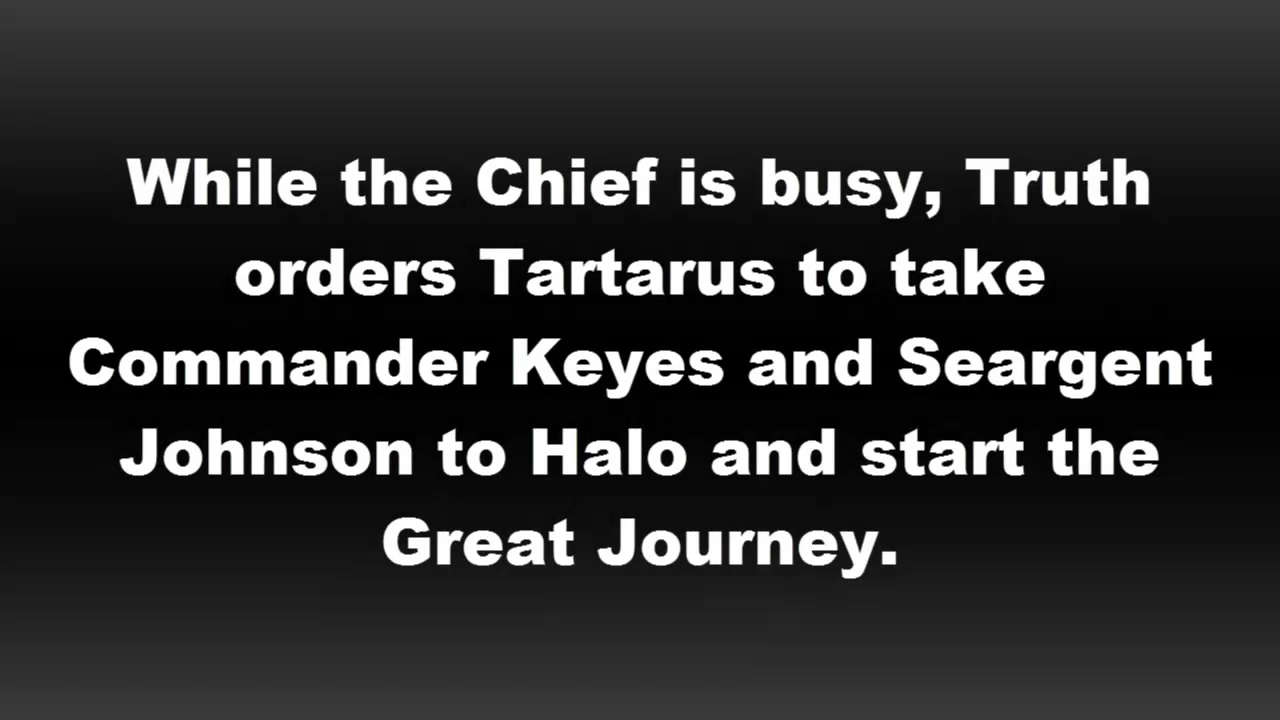 While the Chief is busy, Truth
orders Tartarus to take
Commander Keyes and Seargent
Johnson to Halo and start the
Great Journey.